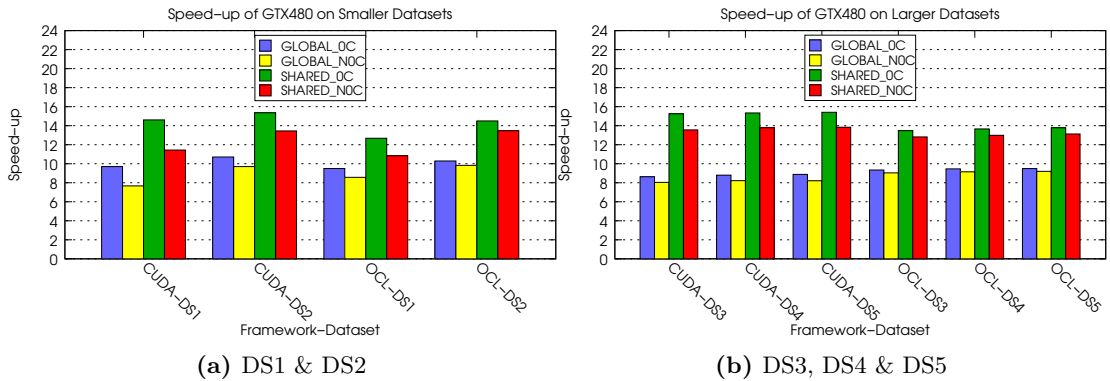 Speed-up of GTX480 on Smaller Datasets
24
22
20
18
16
14
12
10
8
6
4
2
0
Speed-up
GLOBAL_0C
GLOBAL_N0C
SHARED_0C
SHARED_N0C
CUDA-DS1
CUDA-DS2
OCL-DS1
OCL-DS2
Framework-Dataset
(a) DS1 & DS2
Speed-up of GTX480 on Larger Datasets
24
22
20
18
16
14
12
10
8
6
4
2
0
Speed-up
GLOBAL_0C
GLOBAL_N0C
SHARED_0C
SHARED_N0C
CUDA-DS3
CUDA-DS4
CUDA-DS5
OCL-DS3
OCL-DS4
OCL-DS5
Framework-Dataset
(b) DS3, DS4 & DS5